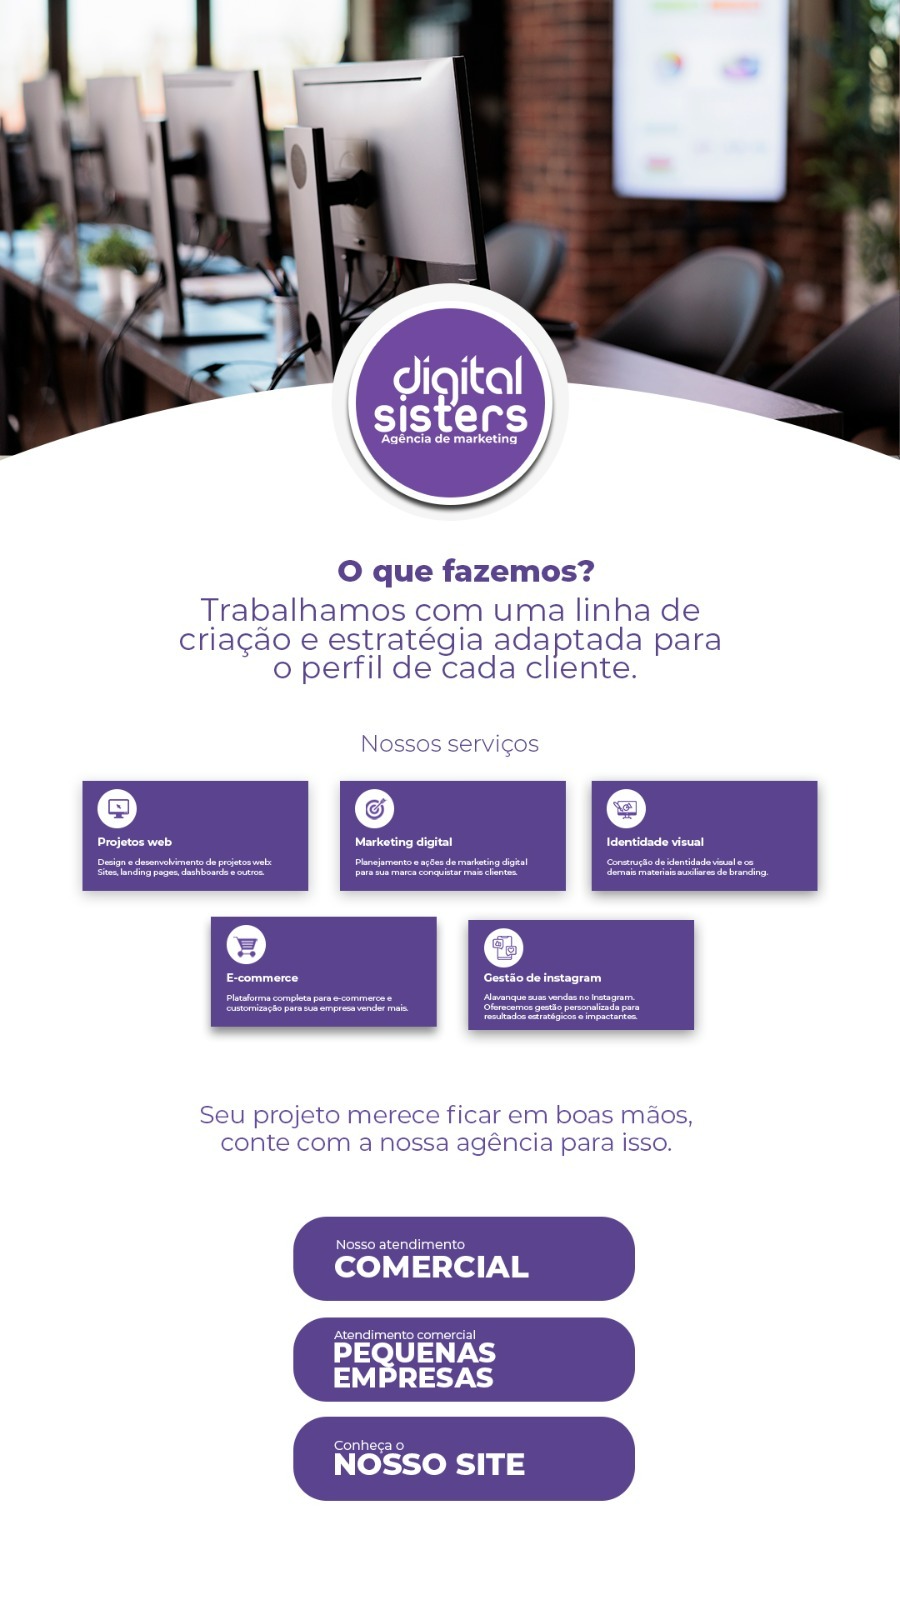 digital
sisters
Agência de marketing
O que fazemos?
Trabalhamos com uma linha de
criação e estratégia adaptada para
o perfil de cada cliente.
Nossos serviços
Projetos web
Design e desenvolvimento de projetos web:
Sites, landing pages, dashboards e outros.
Marketing digital
Planejamento e ações de marketing digital
para sua marca conquistar mais clientes.
Identidade visual
Construção de identidade visual e os
demais materiais auxiliares de branding.
E-commerce
Plataforma completa para e-commerce e
customização para sua empresa vender mais.
Gestão de instagram
Alavanque suas vendas no Instagram.
Oferecemos gestão personalizada para
resultados estratégicos e impactantes.
Seu projeto merece ficar em boas mãos,
conte com a nossa agência para isso.
Nosso atendimento
COMERCIAL
Atendimento comercial
PEQUENAS
EMPRESAS
Conheça o
NOSSO SITE